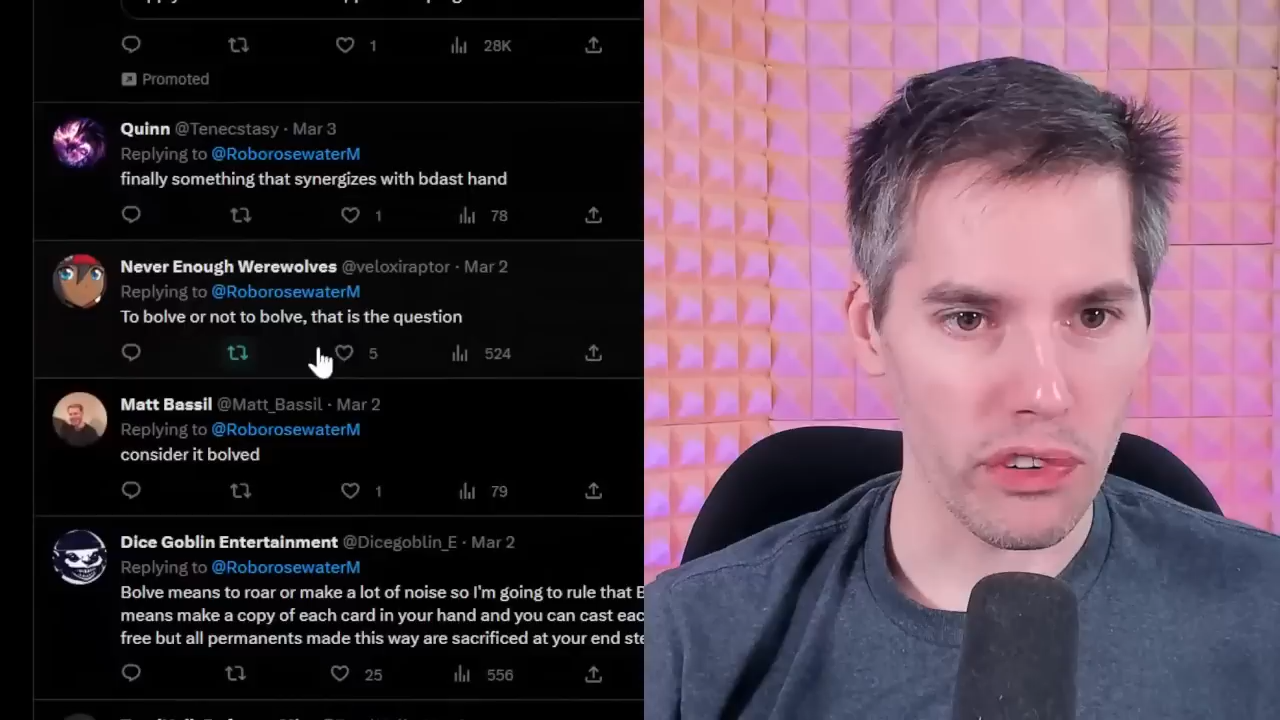 1
28K
Promoted
Quinn @Tenecstasy · Mar 3
Replying to @RoborosewaterM
finally something that synergizes with bdast hand
1
78
Never Enough Werewolves @veloxiraptor · Mar 2
Replying to @RoborosewaterM
To bolve or not to bolve, that is the question
5
524
Matt Bassil @Matt_Bassil · Mar 2
Replying to @RoborosewaterM
consider it bolved
1
79
Dice Goblin Entertainment @Dicegoblin_E · Mar 2
Replying to @RoborosewaterM
Bolve means to roar or make a lot of noise so I'm going to rule that B
means make a copy of each card in your hand and you can cast eac
free but all permanents made this way are sacrificed at your end ste
25
556